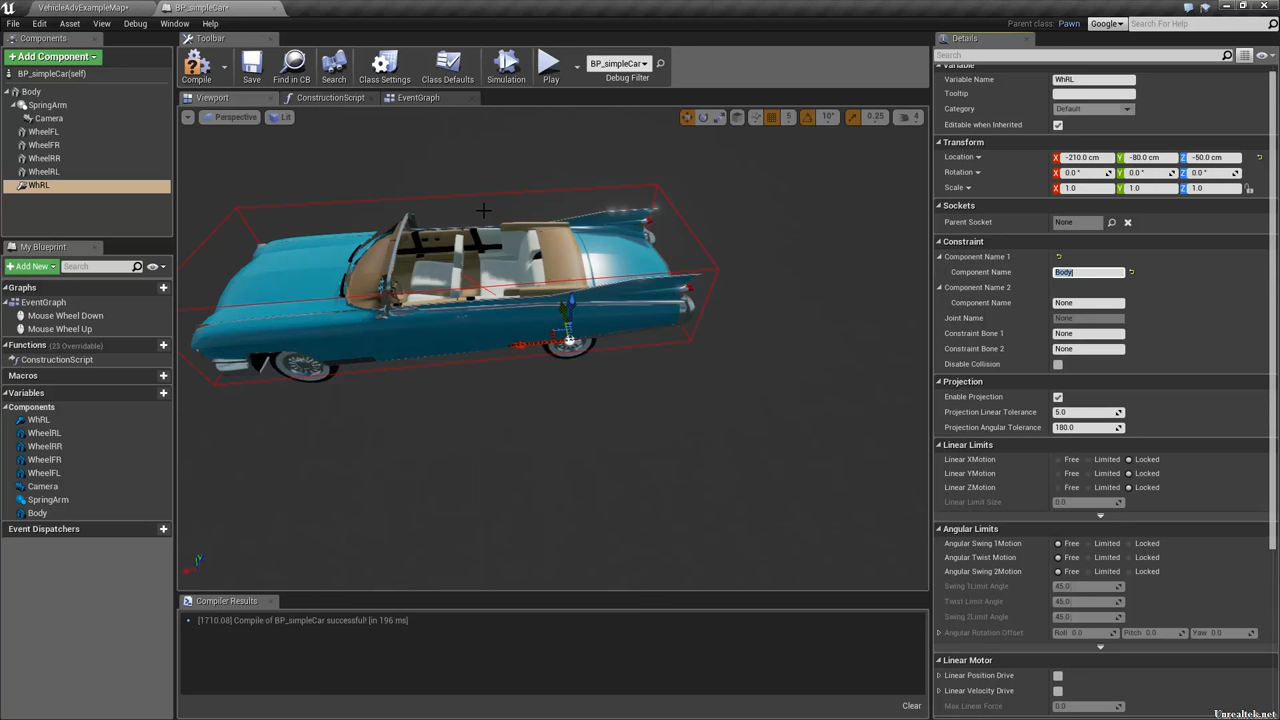 VehicleAdvExampleMap*
BP_simpleCar*
File Edit Asset View Debug Window Help
Parent class: Pawn
Google
Search For Help
Components
Toolbar
Details
Add Component
Compile
Save
Find in CB
Search
Class Settings
Class Defaults
Simulation
Play
BP_simpleCar
Debug Filter
Search
BP_simpleCar(self)
Body
SpringArm
Camera
WheelFL
WheelFR
WheelRR
WheelRL
WhRL
Viewport
ConstructionScript
EventGraph
Perspective
Lit
5
10°
0.25
4
My Blueprint
Add New
Search
Graphs
EventGraph
Mouse Wheel Down
Mouse Wheel Up
Functions (23 Overridable)
ConstructionScript
Macros
Variables
Components
WhRL
WheelRL
WheelRR
WheelFR
WheelFL
Camera
SpringArm
Body
Event Dispatchers
Compiler Results
[1710.08] Compile of BP_simpleCar successful! [in 196 ms]
Clear
Variable
Variable Name WhRL
Tooltip
Category Default
Editable when Inherited
Transform
Location X -210.0 cm Y -80.0 cm Z -50.0 cm
Rotation X 0.0 ° Y 0.0 ° Z 0.0 °
Scale X 1.0 Y 1.0 Z 1.0
Sockets
Parent Socket None
Constraint
Component Name 1
Component Name Body
Component Name 2
Component Name None
Joint Name None
Constraint Bone 1 None
Constraint Bone 2 None
Disable Collision
Projection
Enable Projection
Projection Linear Tolerance 5.0
Projection Angular Tolerance 180.0
Linear Limits
Linear XMotion Free Limited Locked
Linear YMotion Free Limited Locked
Linear ZMotion Free Limited Locked
Linear Limit Size 0.0
Angular Limits
Angular Swing 1Motion Free Limited Locked
Angular Twist Motion Free Limited Locked
Angular Swing 2Motion Free Limited Locked
Swing 1Limit Angle 45.0
Twist Limit Angle 45.0
Swing 2Limit Angle 45.0
Angular Rotation Offset Roll 0.0 Pitch 0.0 Yaw 0.0
Linear Motor
Linear Position Drive
Linear Velocity Drive
Max Linear Force 0.0
Unrealtek.net